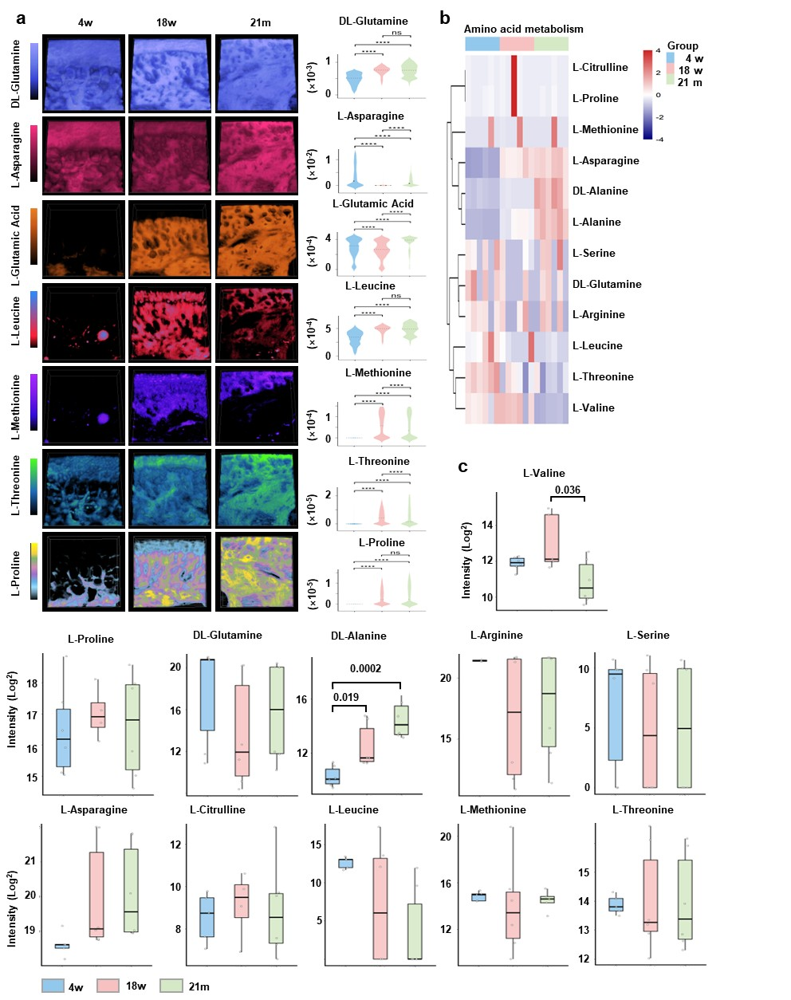 a
4w
18w
21m
DL-Glutamine
DL-Glutamine
ns
****
****
1
0
(×10⁻³)
L-Asparagine
L-Asparagine
****
****
****
1
0
(×10⁻²)
L-Glutamic Acid
L-Glutamic Acid
****
****
****
4
0
(×10⁻⁴)
L-Leucine
L-Leucine
ns
****
****
5
0
(×10⁻⁴)
L-Methionine
L-Methionine
****
****
****
1
0
(×10⁻⁴)
L-Threonine
L-Threonine
****
****
****
2
0
(×10⁻⁵)
L-Proline
L-Proline
ns
****
****
1
0
(×10⁻⁵)
b
Amino acid metabolism
L-Citrulline
L-Proline
L-Methionine
L-Asparagine
DL-Alanine
L-Alanine
L-Serine
DL-Glutamine
L-Arginine
L-Leucine
L-Threonine
L-Valine
4
2
0
-2
-4
Group
4 w
18 w
21 m
c
L-Valine
0.036
14
12
10
Intensity (Log²)
L-Proline
18
17
16
15
Intensity (Log²)
DL-Glutamine
20
16
12
DL-Alanine
0.0002
0.019
16
12
L-Arginine
20
15
L-Serine
10
5
0
L-Asparagine
21
20
19
Intensity (Log²)
L-Citrulline
12
10
8
L-Leucine
15
10
5
L-Methionine
20
16
12
L-Threonine
15
14
13
12
4w
18w
21m